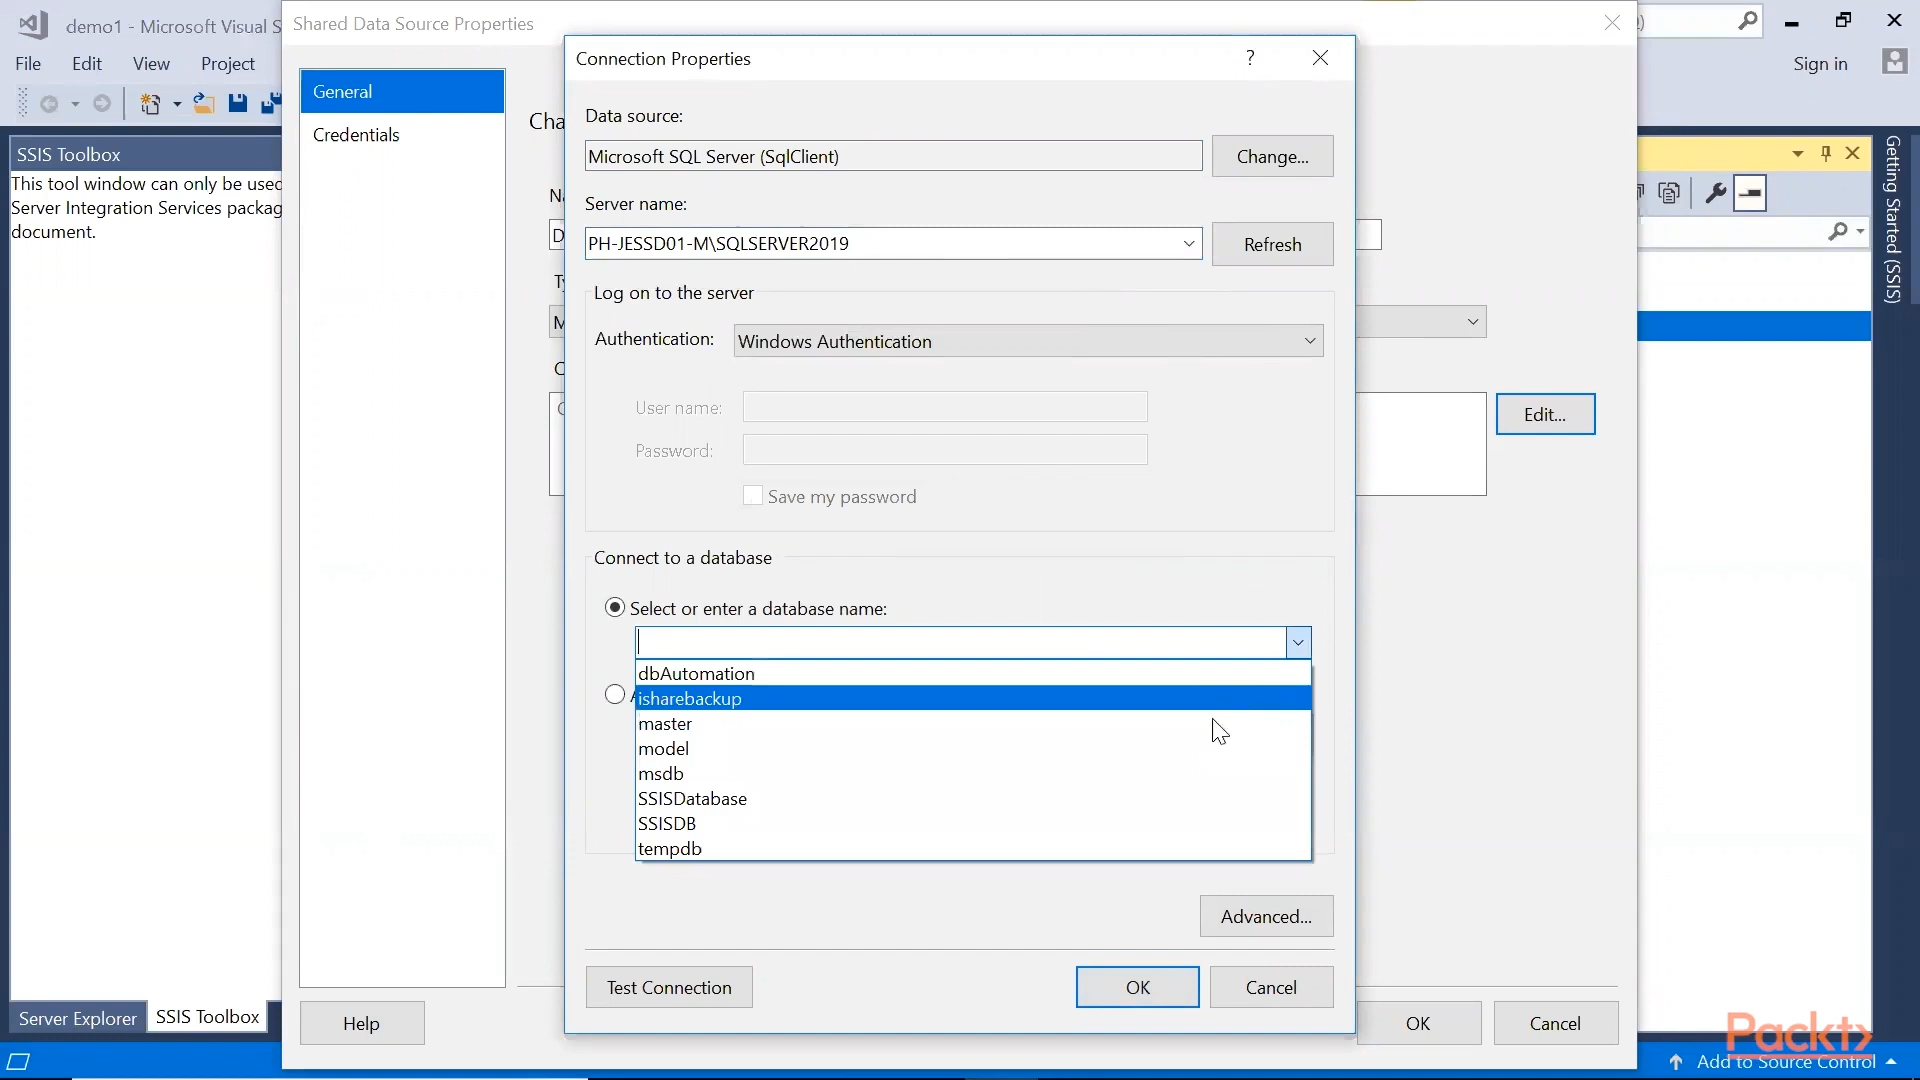 demo1 - Microsoft Visual S
Sign in
File Edit View Project
Shared Data Source Properties
General
Credentials
Help
OK
Cancel
Edit...
SSIS Toolbox
This tool window can only be used
Server Integration Services packag
document.
Server Explorer
SSIS Toolbox
Connection Properties
?
Data source:
Microsoft SQL Server (SqlClient)
Change...
Server name:
PH-JESSD01-M\SQLSERVER2019
Refresh
Log on to the server
Authentication:
Windows Authentication
User name:
Password:
Save my password
Connect to a database
Select or enter a database name:
dbAutomation
isharebackup
master
model
msdb
SSISDatabase
SSISDB
tempdb
Advanced...
Test Connection
OK
Cancel
Getting Started (SSIS)
Packt>
Add to Source Control